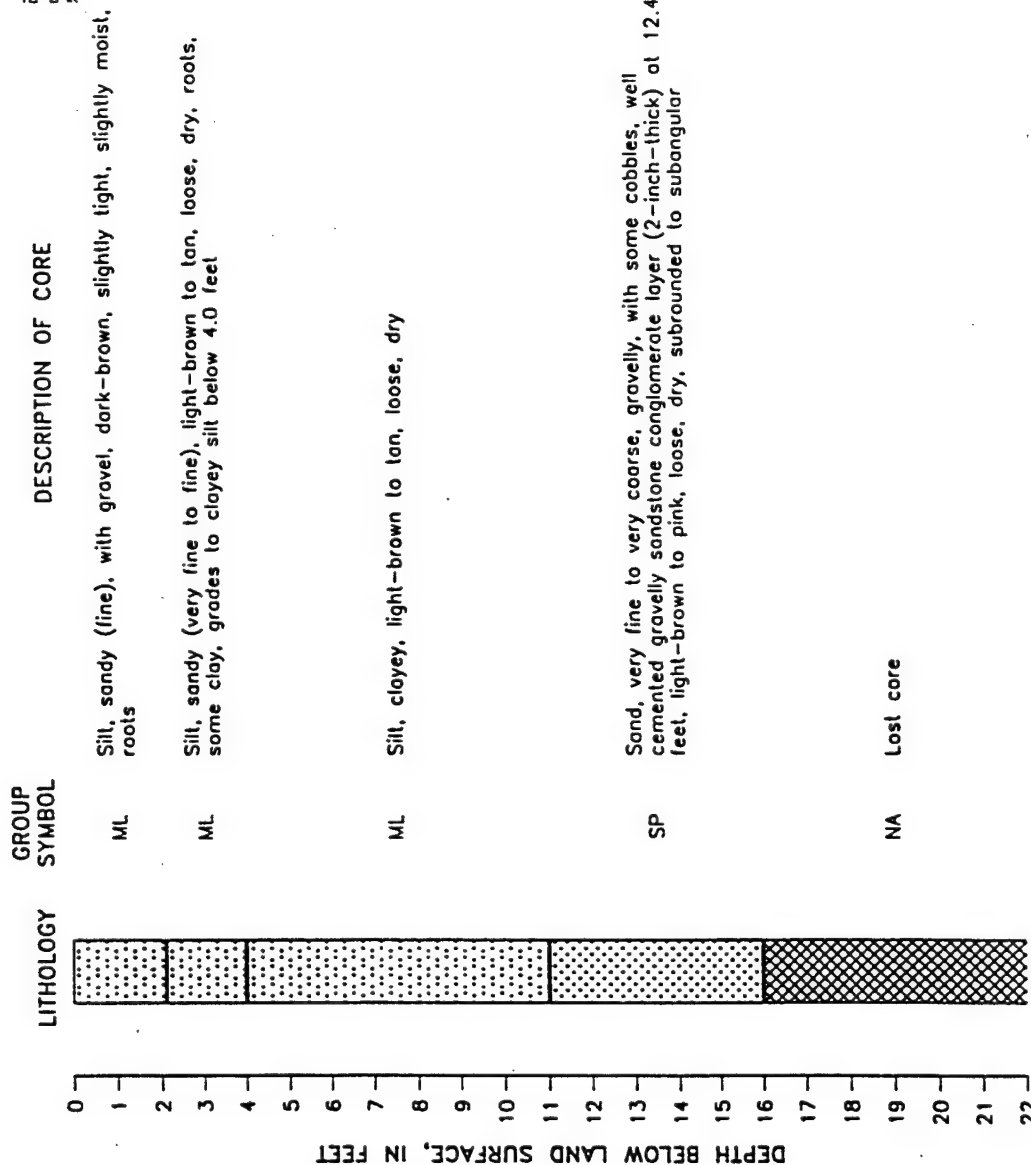 DESCRIPTION OF CORE
GROUP
SYMBOL
LITHOLOGY
ML
Silt, sandy (fine), with gravel, dark-brown, slightly tight, slightly moist,
roots
ML
Silt, sandy (very fine to fine), light-brown to tan, loose, dry, roots,
some clay, grades to clayey silt below 4.0 feet
ML
Silt, clayey, light-brown to tan, loose, dry
SP
Sand, very fine to very coarse, gravelly, with some cobbles, well
cemented gravelly sandstone conglomerate layer (2-inch-thick) at 12.4
feet, light-brown to pink, loose, dry, subrounded to subangular
NA
Lost core
0
1
2
3
4
5
6
7
8
9
10
11
12
13
14
15
16
17
18
19
20
21
22
DEPTH BELOW LAND SURFACE, IN FEET